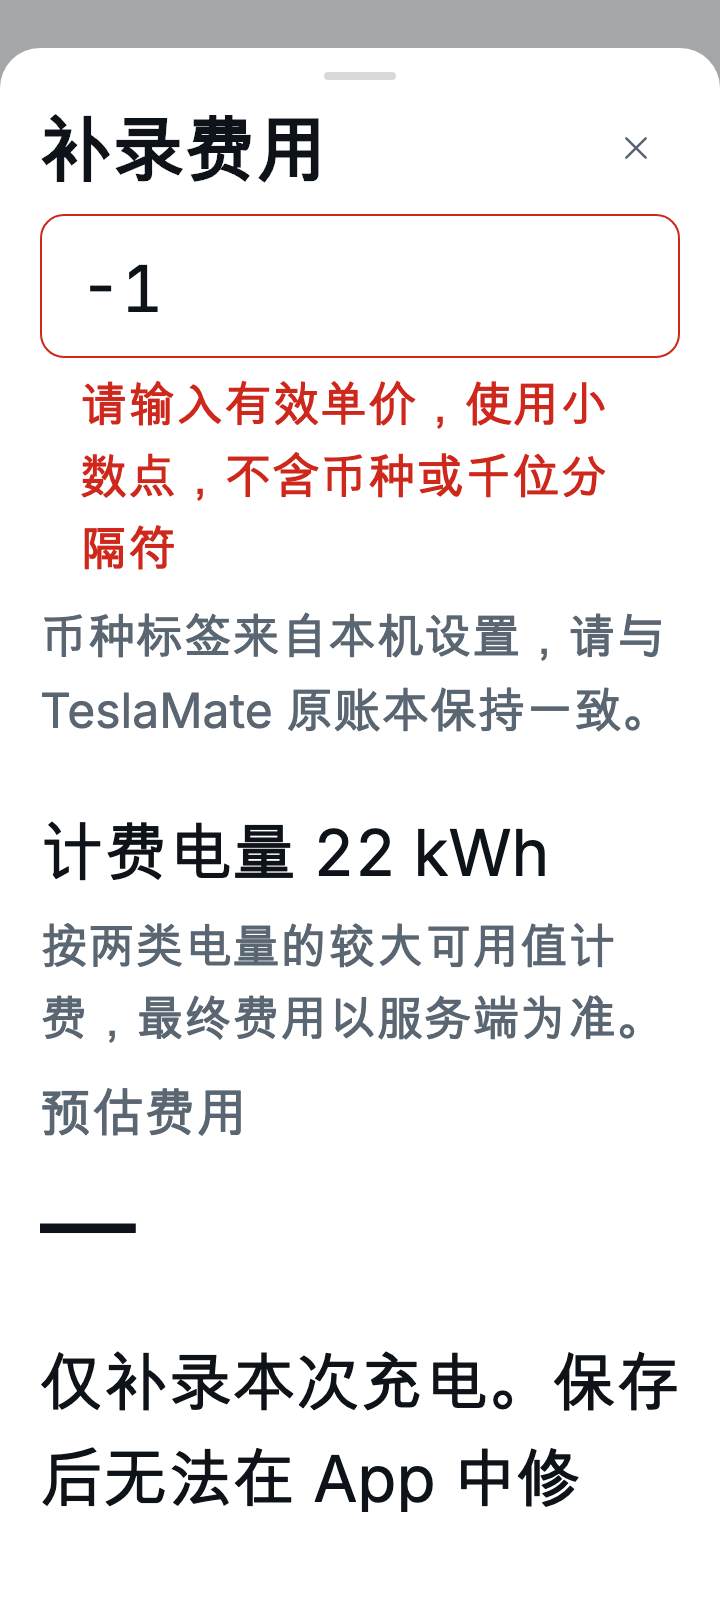 补录费用
-1
请输入有效单价，使用小
数点，不含币种或千位分
隔符
币种标签来自本机设置，请与
TeslaMate 原账本保持一致。
计费电量 22 kWh
按两类电量的较大可用值计
费，最终费用以服务端为准。
预估费用
—
仅补录本次充电。保存
后无法在 App 中修